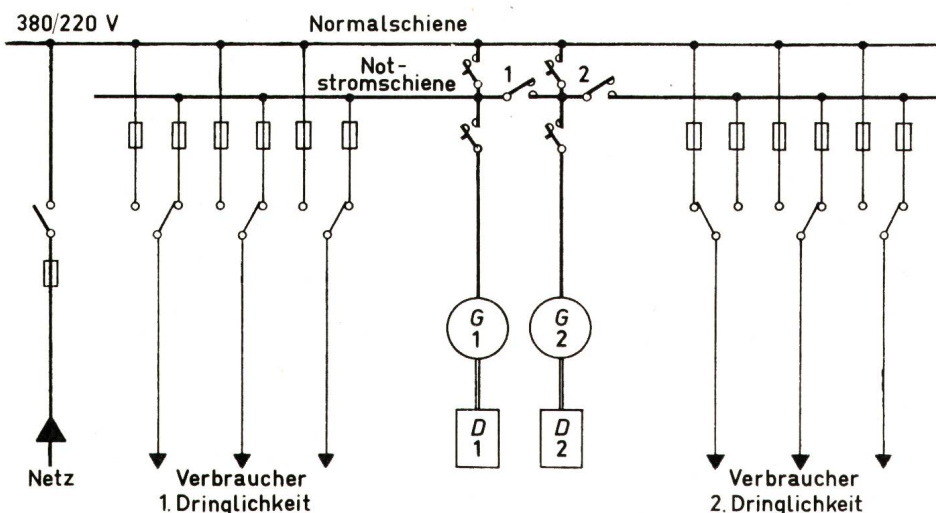 380/220 V
Normalschiene
Not-
stromschiene
1
2
G
1
G
2
D
1
D
2
Netz
Verbraucher
1. Dringlichkeit
Verbraucher
2. Dringlichkeit